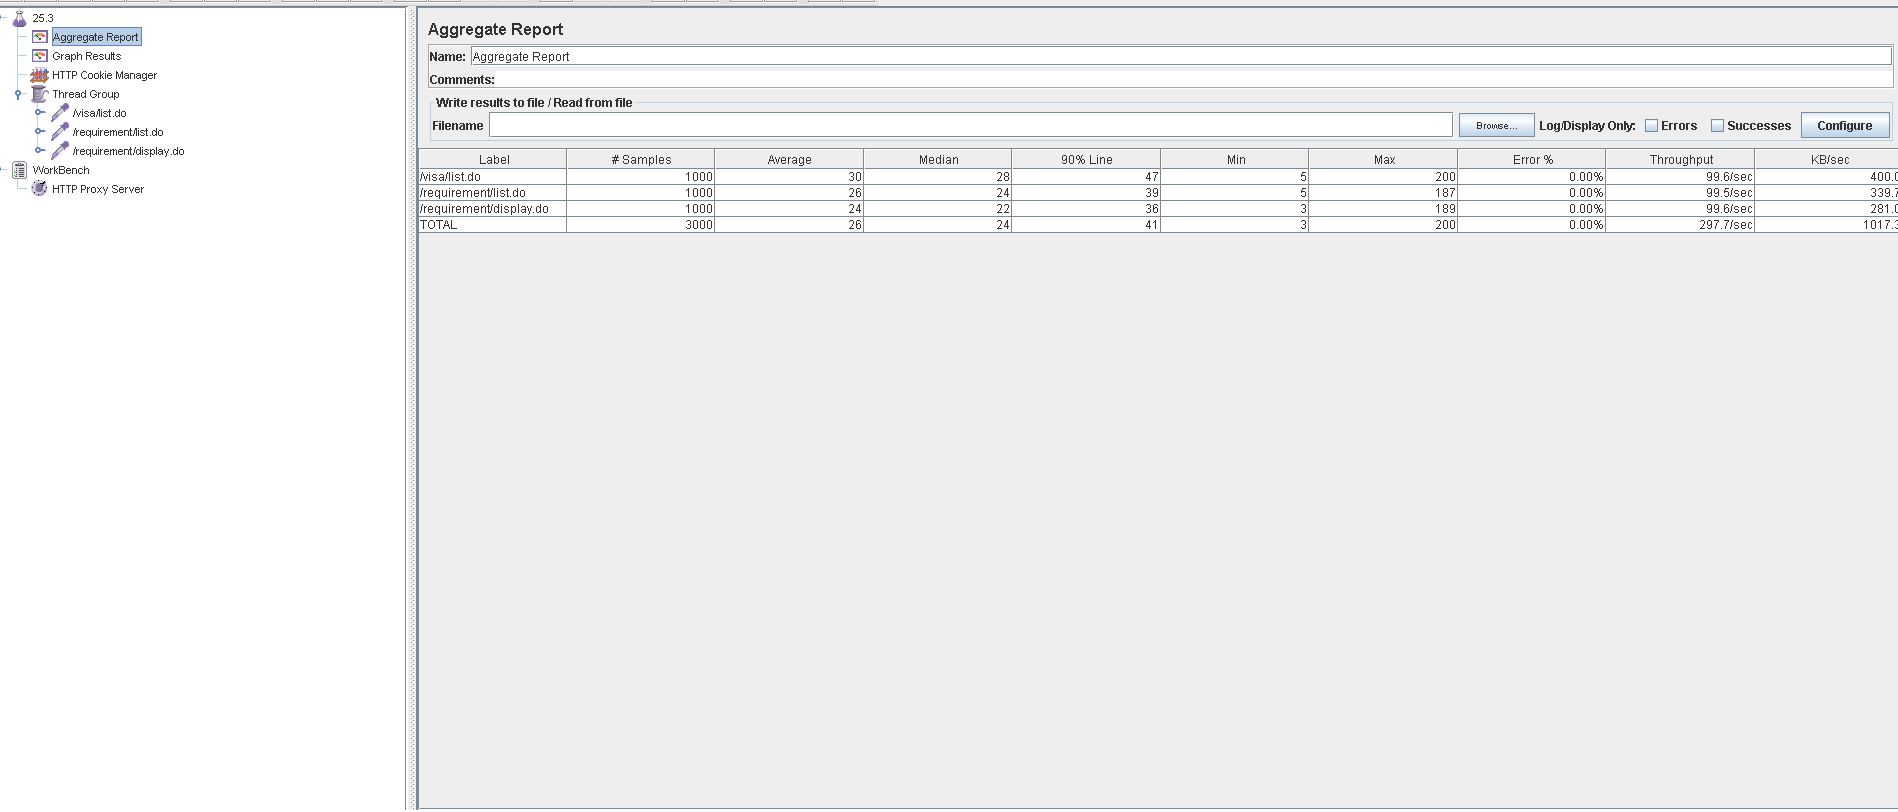 25.3
Aggregate Report
Graph Results
HTTP Cookie Manager
Thread Group
/visa/list.do
/requirement/list.do
/requirement/display.do
WorkBench
HTTP Proxy Server
Aggregate Report
Name: Aggregate Report
Comments:
Write results to file / Read from file
Filename Browse... Log/Display Only: Errors Successes Configure
Label # Samples Average Median 90% Line Min Max Error % Throughput KB/sec
/visa/list.do 1000 30 28 47 5 200 0.00% 99.6/sec 400.0
/requirement/list.do 1000 26 24 39 5 187 0.00% 99.5/sec 339.7
/requirement/display.do 1000 24 22 36 3 189 0.00% 99.6/sec 281.0
TOTAL 3000 26 24 41 3 200 0.00% 297.7/sec 1017.3